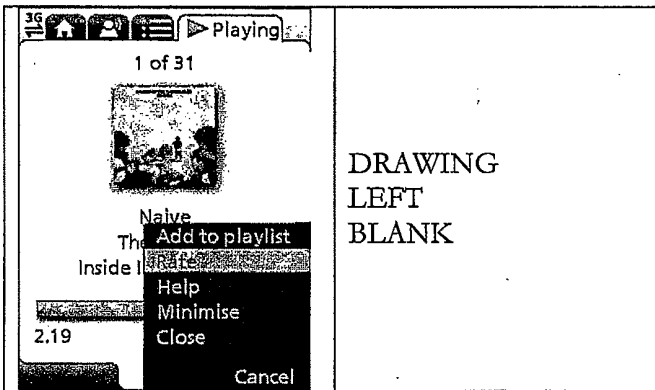 3G
Playing
1 of 31
Naive
Th
Inside I
Add to playlist
Rate
Help
Minimise
Close
2.19
Cancel
DRAWING
LEFT
BLANK